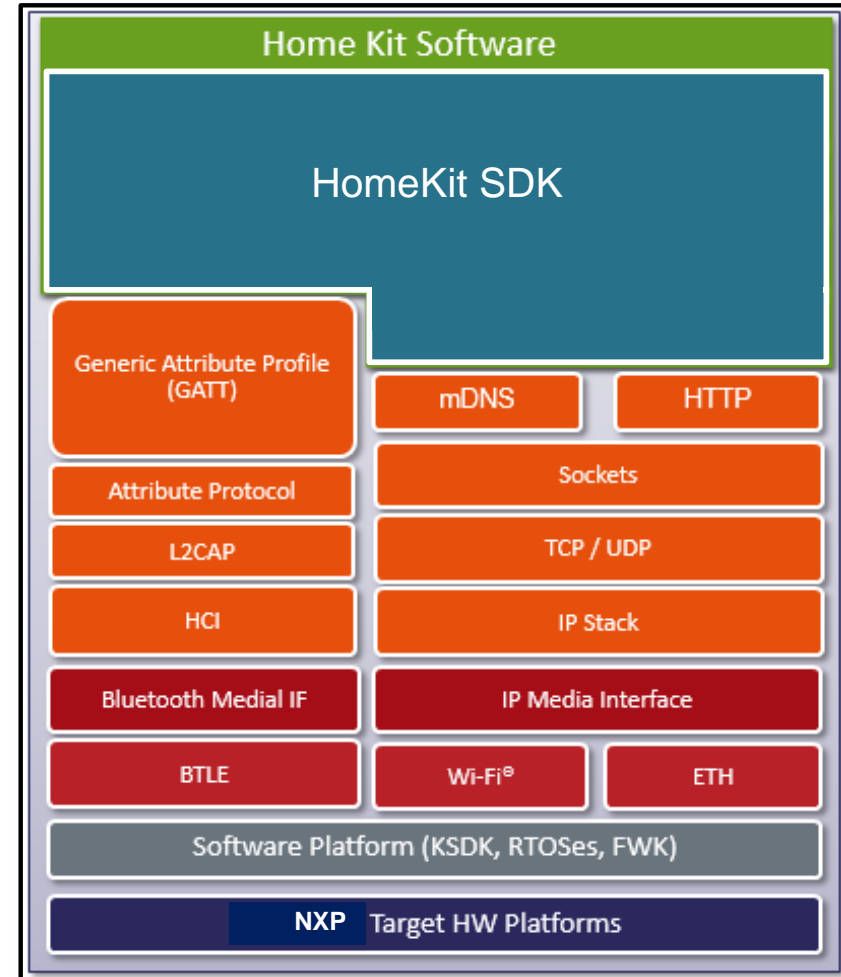 Home Kit Software
HomeKit SDK
Generic Attribute Profile
(GATT)
mDNS
HTTP
Attribute Protocol
Sockets
L2CAP
TCP / UDP
HCI
IP Stack
Bluetooth Medial IF
IP Media Interface
BTLE
Wi-Fi®
ETH
Software Platform (KSDK, RTOSes, FWK)
NXP Target HW Platforms